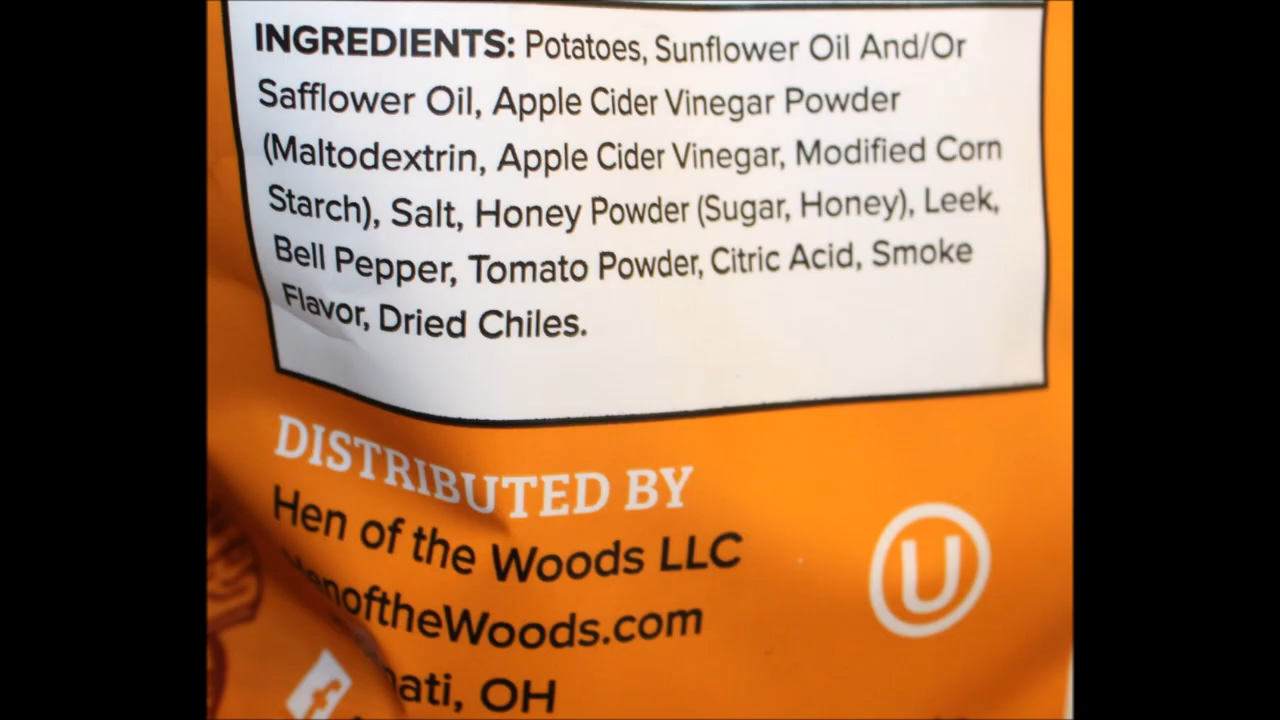 INGREDIENTS: Potatoes, Sunflower Oil And/Or
Safflower Oil, Apple Cider Vinegar Powder
(Maltodextrin, Apple Cider Vinegar, Modified Corn
Starch), Salt, Honey Powder (Sugar, Honey), Leek,
Bell Pepper, Tomato Powder, Citric Acid, Smoke
Flavor, Dried Chiles.
DISTRIBUTED BY
Hen of the Woods LLC
HenoftheWoods.com
ati, OH
U
f